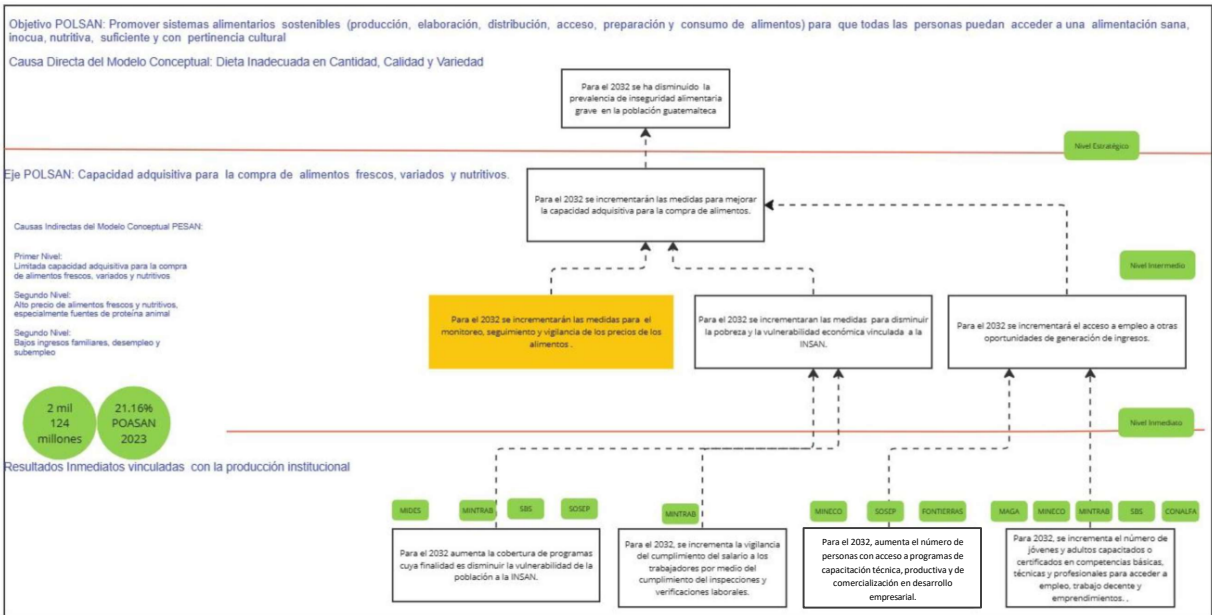 Objetivo POLSAN: Promover sistemas alimentarios sostenibles (producción, elaboración, distribución, acceso, preparación y consumo de alimentos) para que todas las personas puedan acceder a una alimentación sana,
inocua, nutritiva, suficiente y con pertinencia cultural
Causa Directa del Modelo Conceptual: Dieta Inadecuada en Cantidad, Calidad y Variedad
Para el 2032 se ha disminuido la
prevalencia de inseguridad alimentaria
grave en la población guatemalteca
Nivel Estratégico
Eje POLSAN: Capacidad adquisitiva para la compra de alimentos frescos, variados y nutritivos.
Para el 2032 se incrementarán las medidas para mejorar
la capacidad adquisitiva para la compra de alimentos.
Causas Indirectas del Modelo Conceptual PESAN:
Primer Nivel:
Limitada capacidad adquisitiva para la compra
de alimentos frescos, variados y nutritivos
Segundo Nivel:
Alto precio de alimentos frescos y nutritivos,
especialmente fuentes de proteína animal
Segundo Nivel:
Bajos ingresos familiares, desempleo y
subempleo
Nivel Insermedio
Para el 2032 se incrementarán las medidas para el
monitoreo, seguimiento y vigilancia de los precios de los
alimentos .
Para el 2032 se incrementaran las medidas para disminuir
la pobreza y la vulnerabilidad económica vinculada a la
INSAN.
Para el 2032 se incrementará el acceso a empleo a otras
oportunidades de generación de ingresos.
2 mil
124
millones
21.16%
POASAN
2023
Nivel Inmediato
Resultados Inmediatos vinculadas con la producción institucional
MIDES
MINTRAB
SBS
SOSEP
Para el 2032 aumenta la cobertura de programas
cuya finalidad es disminuir la vulnerabilidad de la
población a la INSAN.
MINTRAB
Para el 2032, se incrementa la vigilancia
del cumplimiento del salario a los
trabajadores por medio del
cumplimiento del inspecciones y
verificaciones laborales.
MINECO
SOSEP
FONTIERRAS
Para el 2032, aumenta el número de
personas con acceso a programas de
capacitación técnica, productiva y de
comercialización en desarrollo
empresarial.
MAGA
MINECO
MINTRAB
SBS
CONALFA
Para 2032, se incrementa el número de
jóvenes y adultos capacitados o
certificados en competencias básicas,
técnicas y profesionales para acceder a
empleo, trabajo decente y
emprendimientos. .